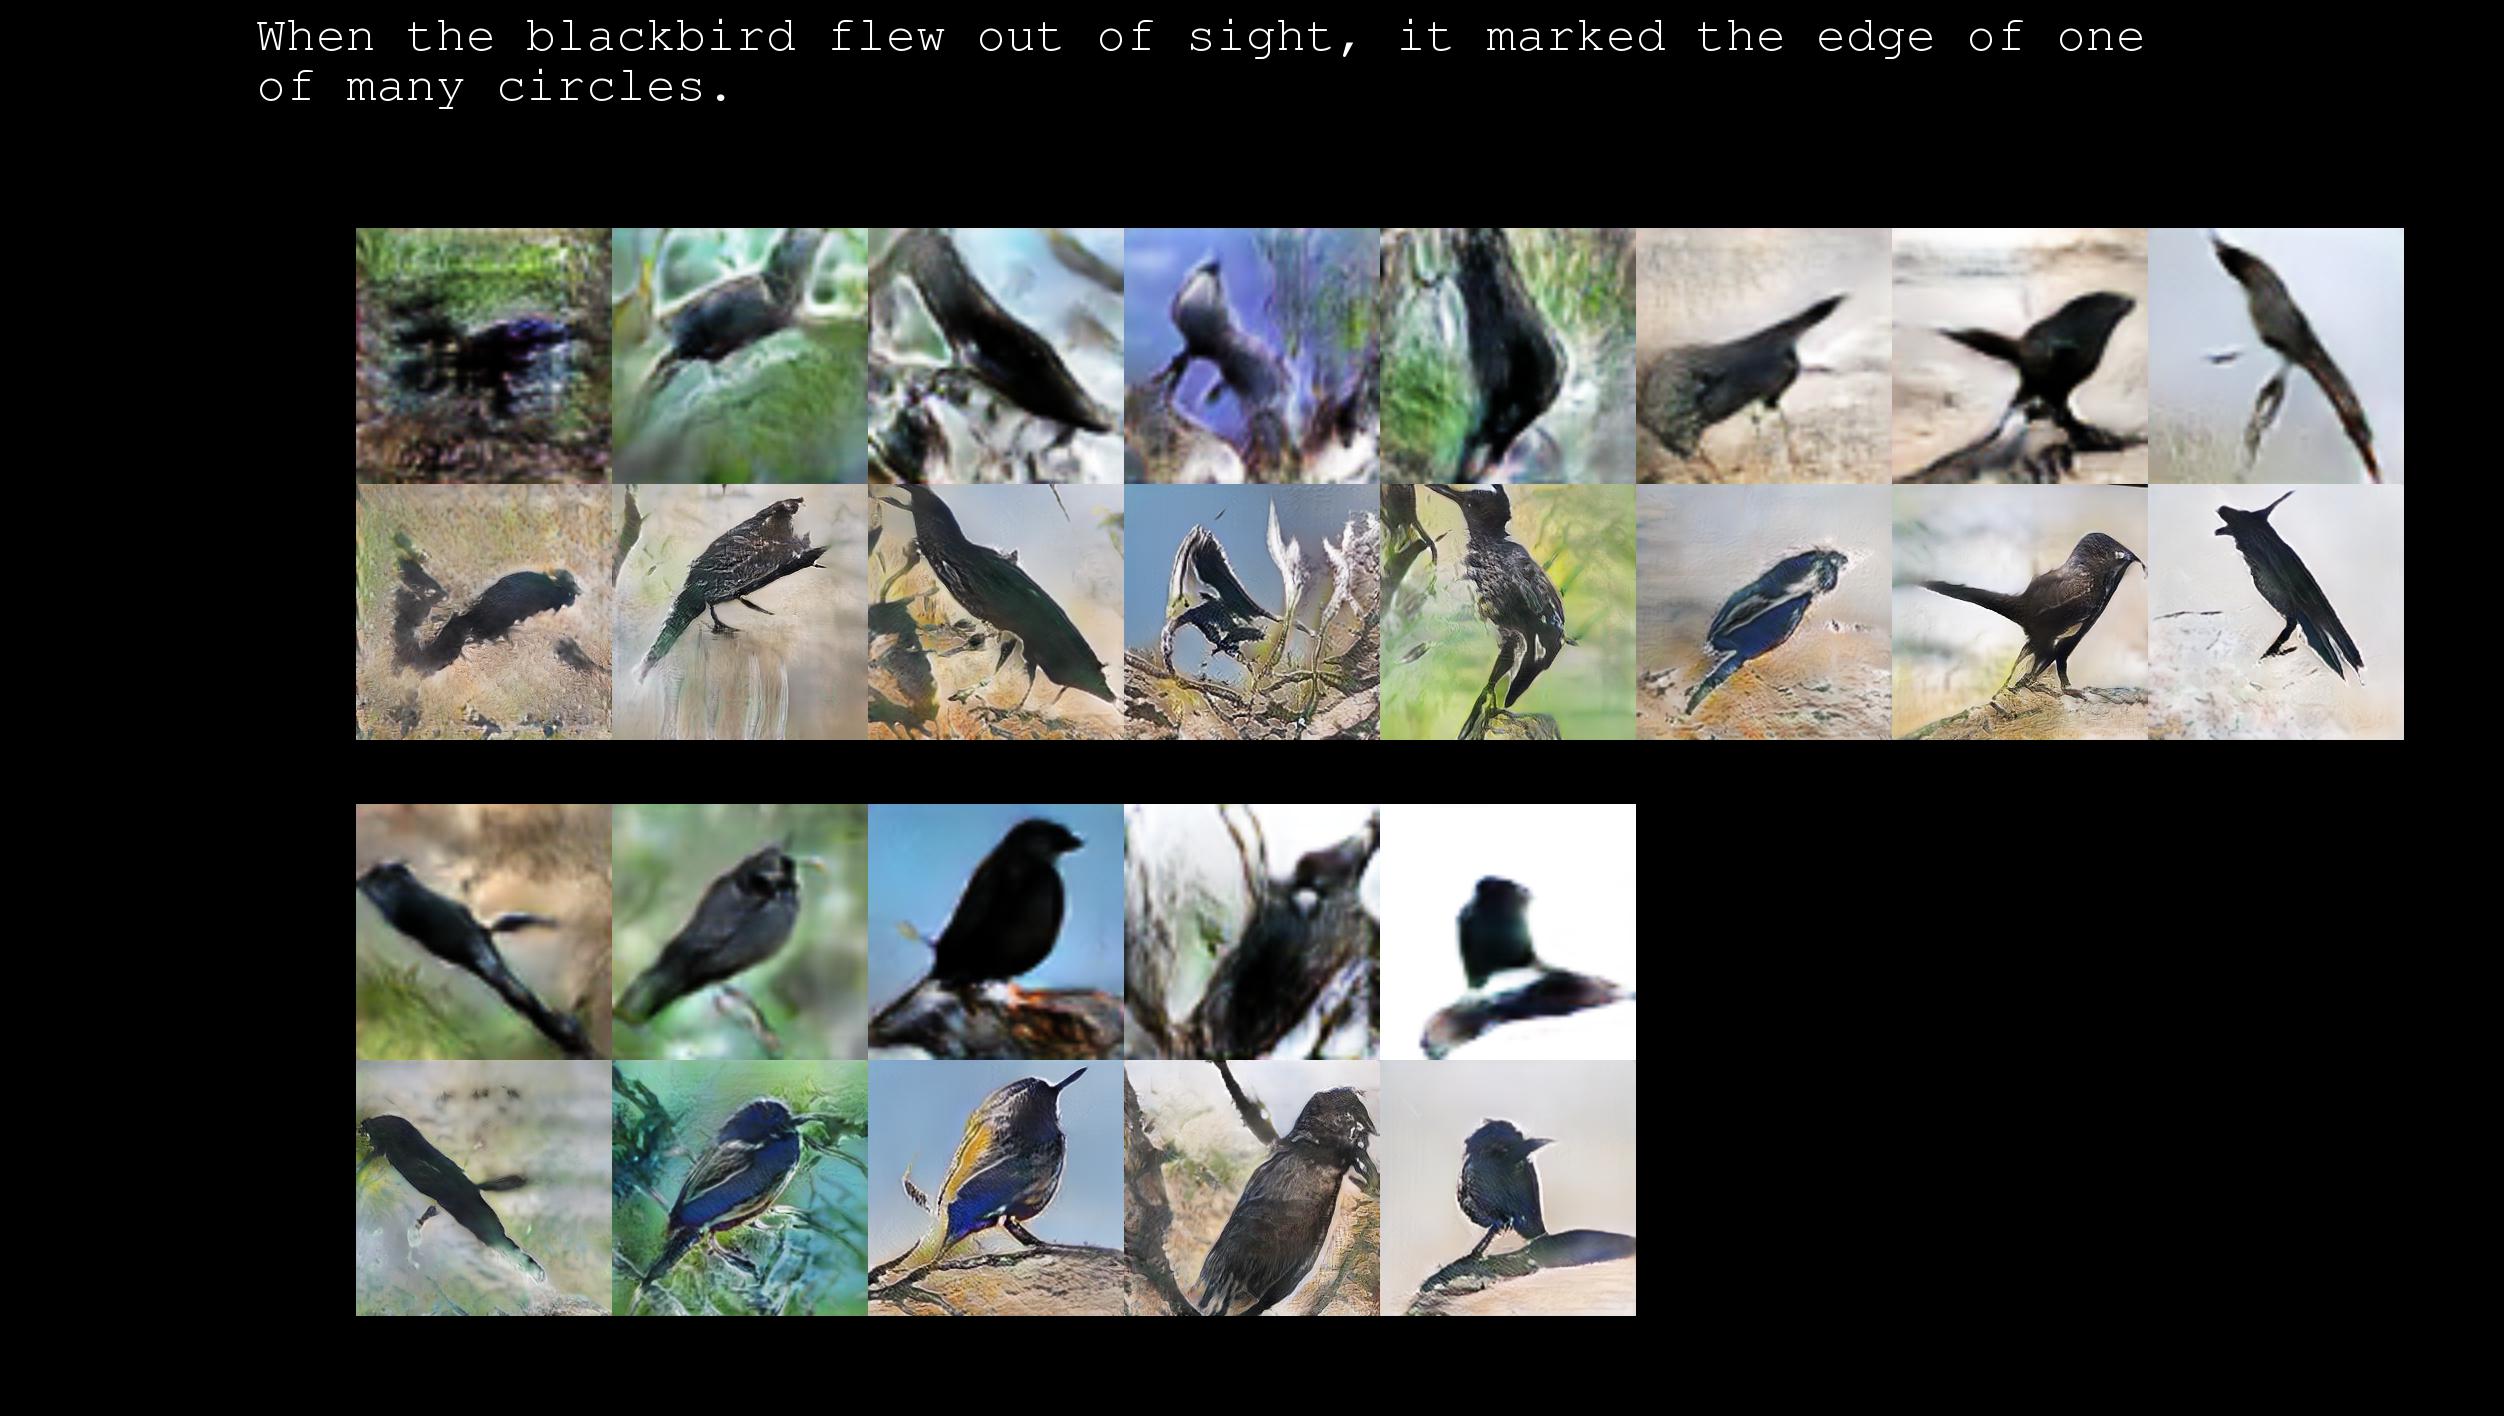 When the blackbird flew out of sight, it marked the edge of one
of many circles.